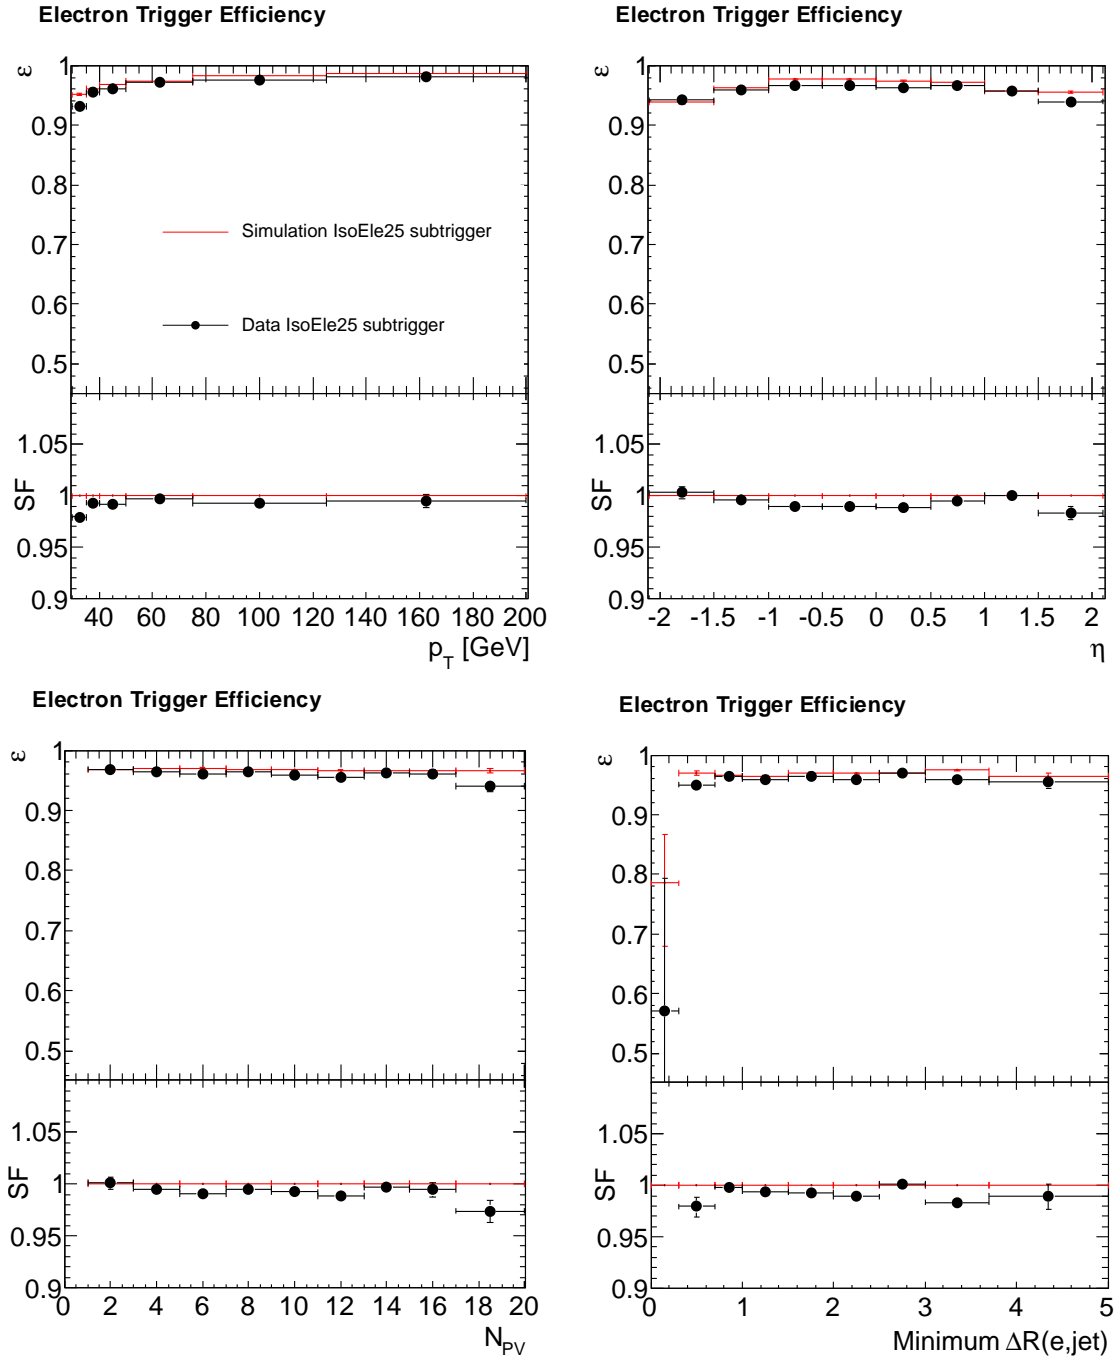 Electron Trigger Efficiency
ε
1
0.9
0.8
0.7
0.6
0.5
Simulation IsoEle25 subtrigger
Data IsoEle25 subtrigger
SF
1.05
1
0.95
0.9
40 60 80 100 120 140 160 180 200
p_T [GeV]
Electron Trigger Efficiency
ε
1
0.9
0.8
0.7
0.6
0.5
SF
1.05
1
0.95
0.9
-2 -1.5 -1 -0.5 0 0.5 1 1.5 2
η
Electron Trigger Efficiency
ε
1
0.9
0.8
0.7
0.6
0.5
SF
1.05
1
0.95
0.9
0 2 4 6 8 10 12 14 16 18 20
N_PV
Electron Trigger Efficiency
ε
1
0.9
0.8
0.7
0.6
0.5
SF
1.05
1
0.95
0.9
0 1 2 3 4 5
Minimum ΔR(e,jet)